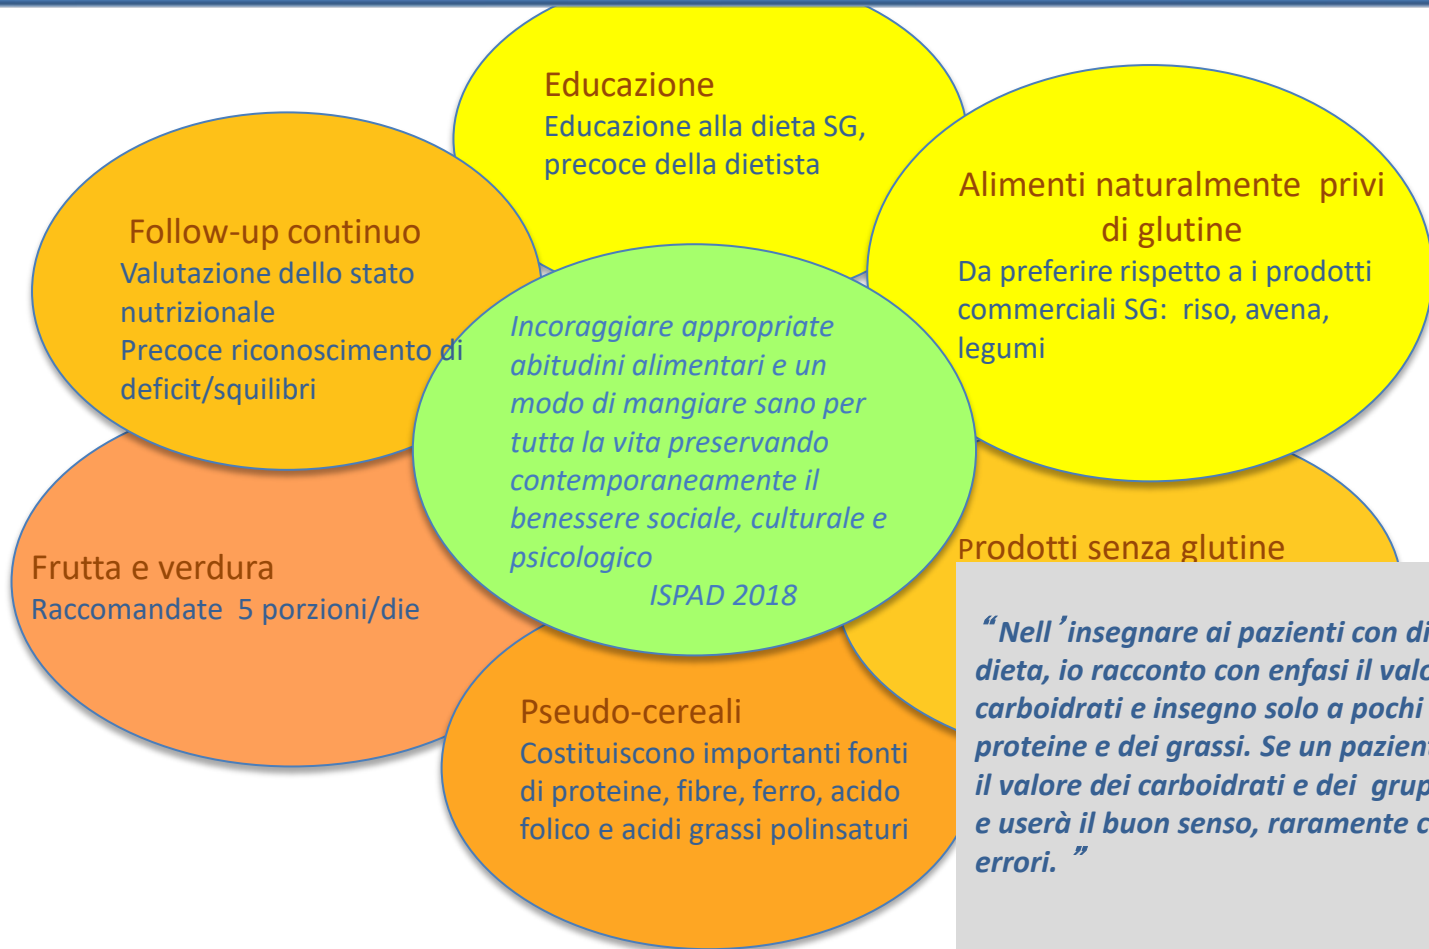 Educazione
Educazione alla dieta SG,
precoce della dietista
Alimenti naturalmente privi
di glutine
Da preferire rispetto a i prodotti
commerciali SG: riso, avena,
legumi
Follow-up continuo
Valutazione dello stato
nutrizionale
Precoce riconoscimento di
deficit/squilibri
Incoraggiare appropriate
abitudini alimentari e un
modo di mangiare sano per
tutta la vita preservando
contemporaneamente il
benessere sociale, culturale e
psicologico
ISPAD 2018
Prodotti senza glutine
Frutta e verdura
Raccomandate 5 porzioni/die
Pseudo-cereali
Costituiscono importanti fonti
di proteine, fibre, ferro, acido
folico e acidi grassi polinsaturi
“Nell’insegnare ai pazienti con
dieta, io racconto con enfasi il
carboidrati e insegno solo a pochi
proteine e dei grassi. Se un
il valore dei carboidrati e dei
e userà il buon senso, raramente
errori. ”